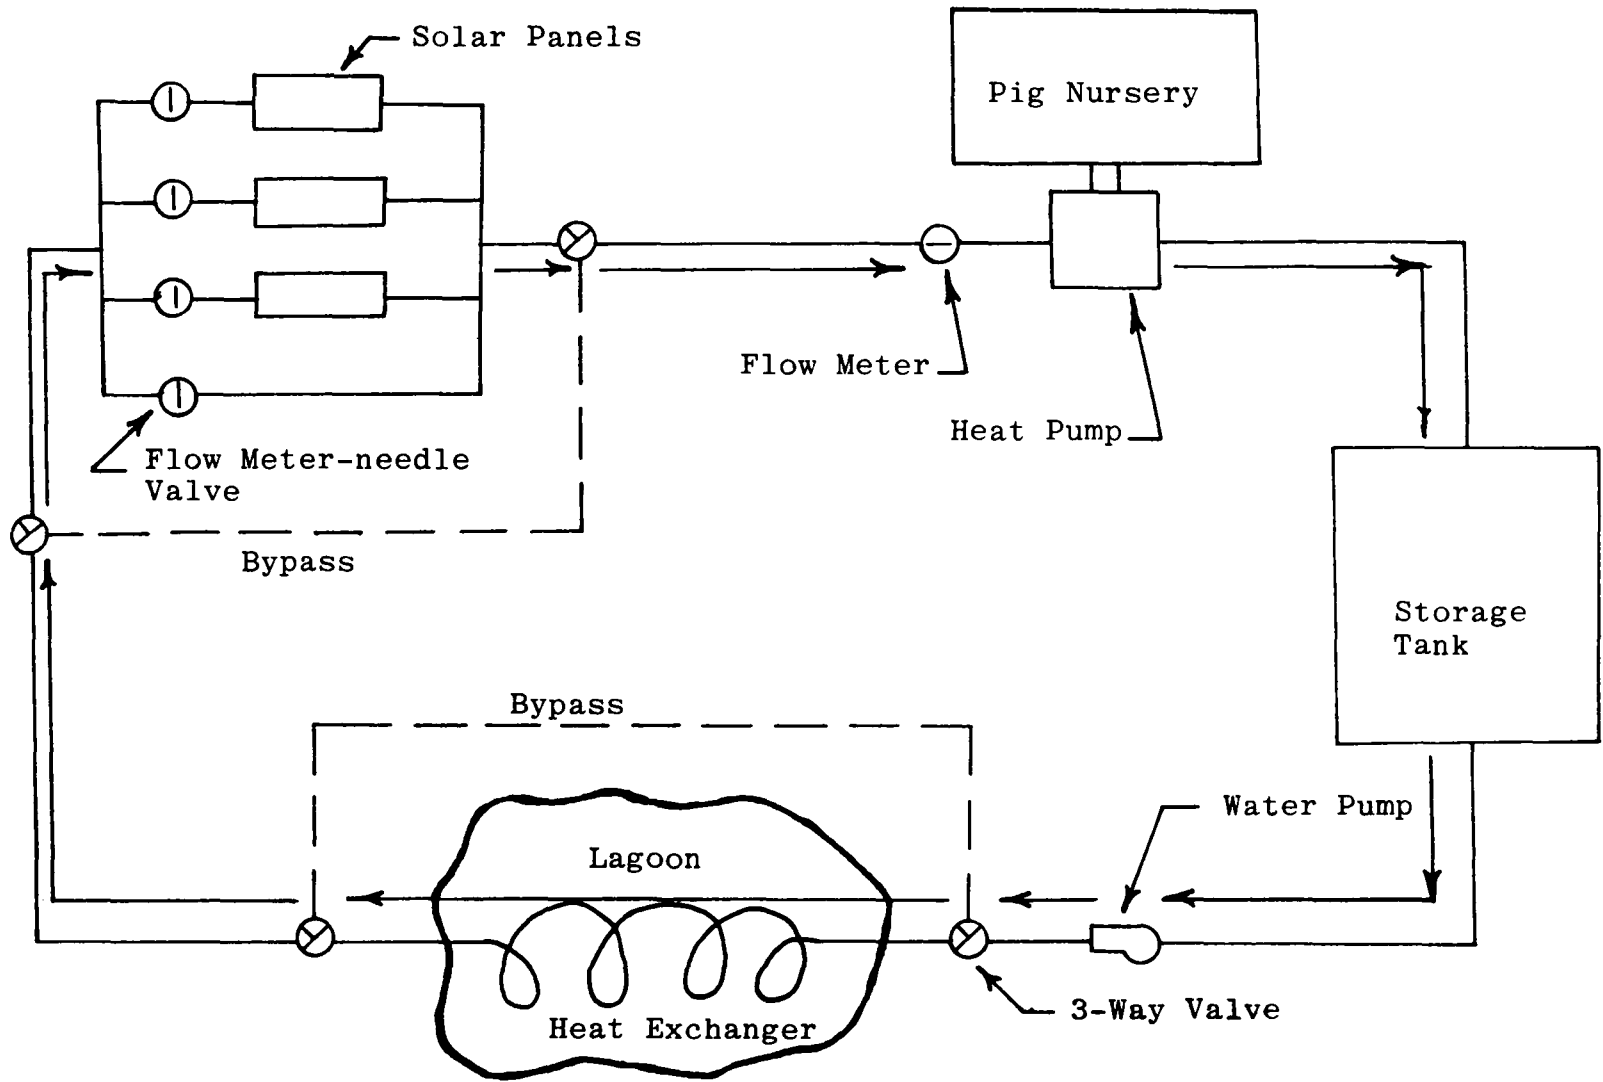 Solar Panels
Pig Nursery
Flow Meter
Heat Pump
Flow Meter-needle
Valve
Bypass
Storage
Tank
Bypass
Water Pump
Lagoon
Heat Exchanger
3-Way Valve